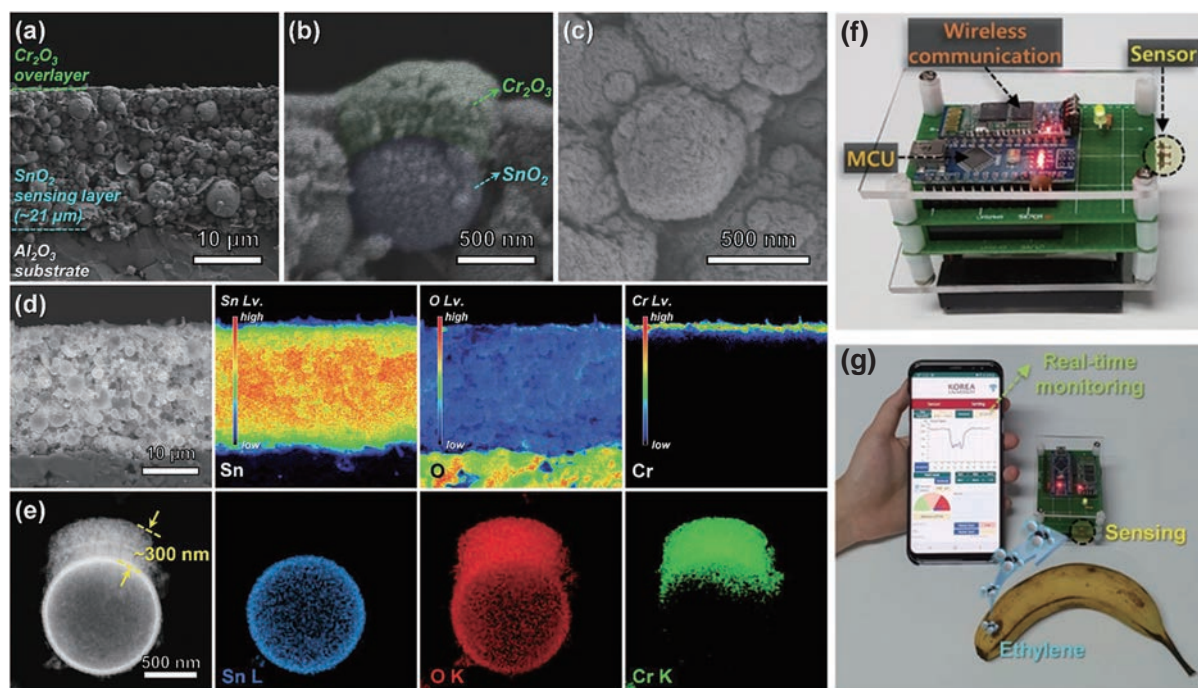 (a)
Cr₂O₃
overlayer
SnO₂
sensing layer
(~21 μm)
Al₂O₃
substrate
10 μm
(b)
Cr₂O₃
SnO₂
500 nm
(c)
500 nm
(d)
10 μm
Sn Lv.
high
low
Sn
O Lv.
high
low
O
Cr Lv.
high
low
Cr
(e)
~300 nm
500 nm
Sn L
O K
Cr K
(f)
Wireless
communication
Sensor
MCU
(g)
Real-time
monitoring
KOREA
Sensing
Ethylene